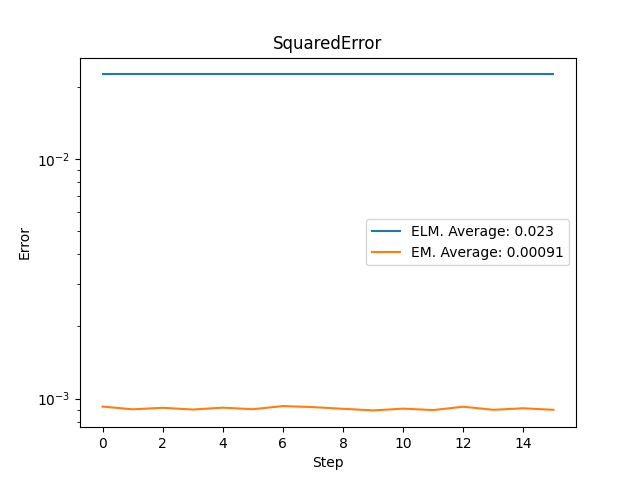 SquaredError
Error
10⁻²
10⁻³
ELM. Average: 0.023
EM. Average: 0.00091
0 2 4 6 8 10 12 14
Step